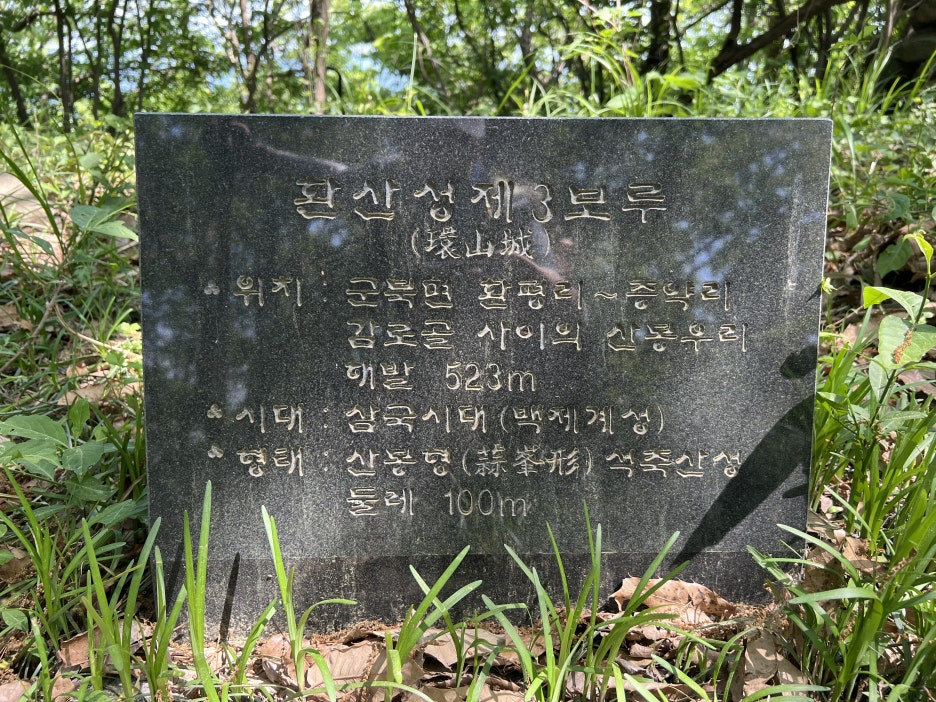 환산성제3보루
(環山城)
* 위치 : 군북면 환평리~증약리
감로골 사이의 산봉우리
해발 523m
* 시대 : 삼국시대(백제계성)
* 형태 : 산봉형(蒜峯形) 석축산성
둘레 100m